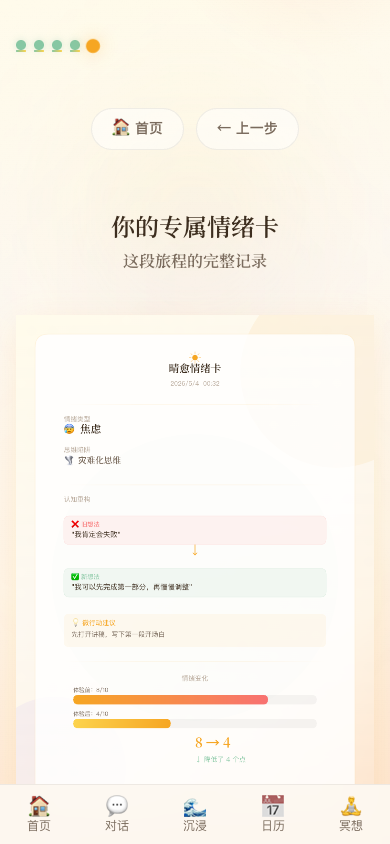 首页
← 上一步
你的专属情绪卡
这段旅程的完整记录
晴愈情绪卡
2026/5/4 00:32
情绪类型
焦虑
思维陷阱
灾难化思维
认知重构
旧想法
"我肯定会失败"
↓
新想法
"我可以先完成第一部分，再慢慢调整"
微行动建议
先打开讲稿，写下第一段开场白
情绪变化
体验前：8/10
体验后：4/10
8 → 4
↓ 降低了 4 个点
首页
对话
沉浸
日历
冥想